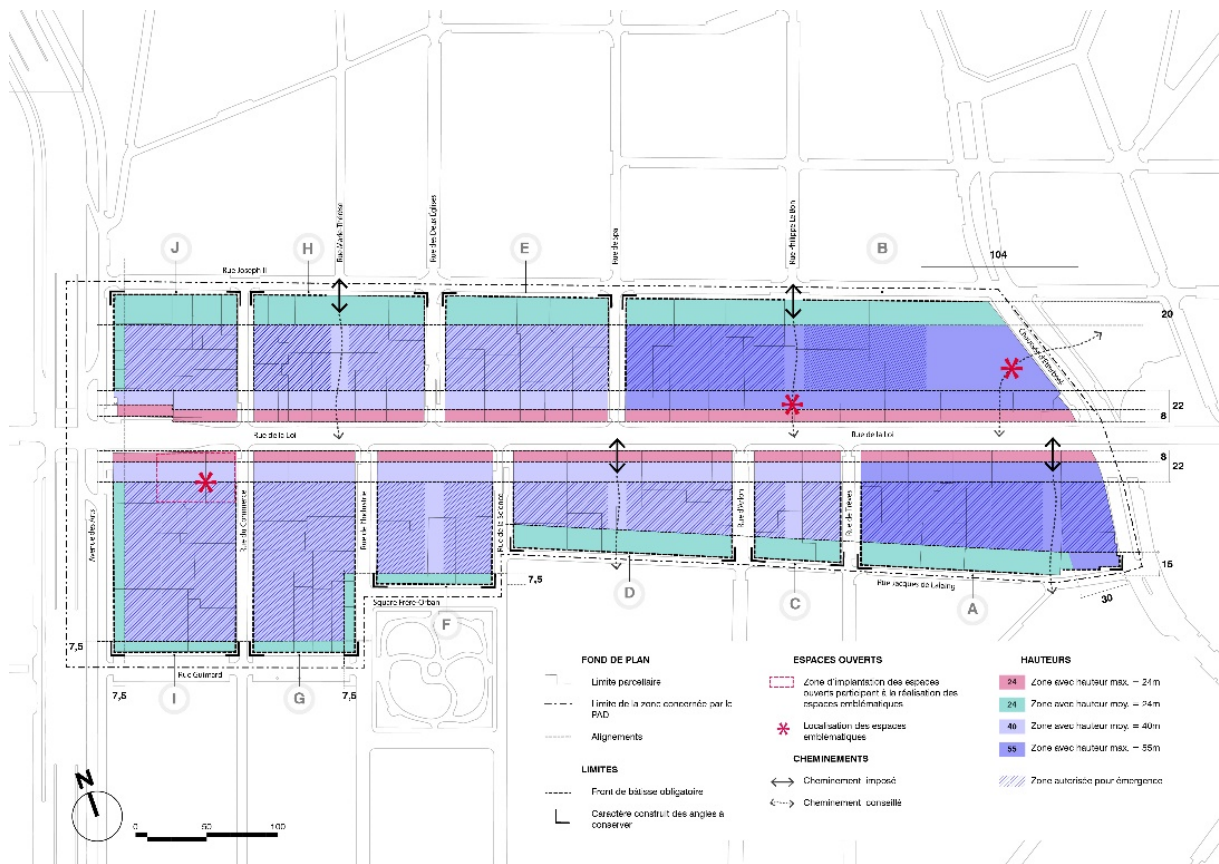 J
H
E
B
Rue Joseph II
Rue Marie-Thérèse
Rue des Deux Églises
Rue de Spa
Rue Philippe Le Bon
104
20
Chaussée d'Etterbeek
22
8
Rue de la Loi
Rue de la Loi
8
22
Avenue des Arts
Rue du Commerce
Rue de l'Industrie
Rue de la Science
Rue d'Arlon
Rue de Trèves
7,5
D
C
Rue Jacques de Lalaing
A
15
30
Square Frère-Orban
F
7,5
Rue Guimard
7,5
I
G
7,5
FOND DE PLAN
Limite parcellaire
Limite de la zone concernée par le
PAD
Alignements
LIMITES
Front de bâtisse obligatoire
Caractère construit des angles à
conserver
ESPACES OUVERTS
Zone d'implantation des espaces
ouverts participant à la réalisation des
espaces emblématiques
Localisation des espaces
emblématiques
CHEMINEMENTS
Cheminement imposé
Cheminement conseillé
HAUTEURS
24 Zone avec hauteur max. = 24m
24 Zone avec hauteur moy. = 24m
40 Zone avec hauteur moy. = 40m
55 Zone avec hauteur max. = 55m
Zone autorisée pour émergence
N
0 50 100